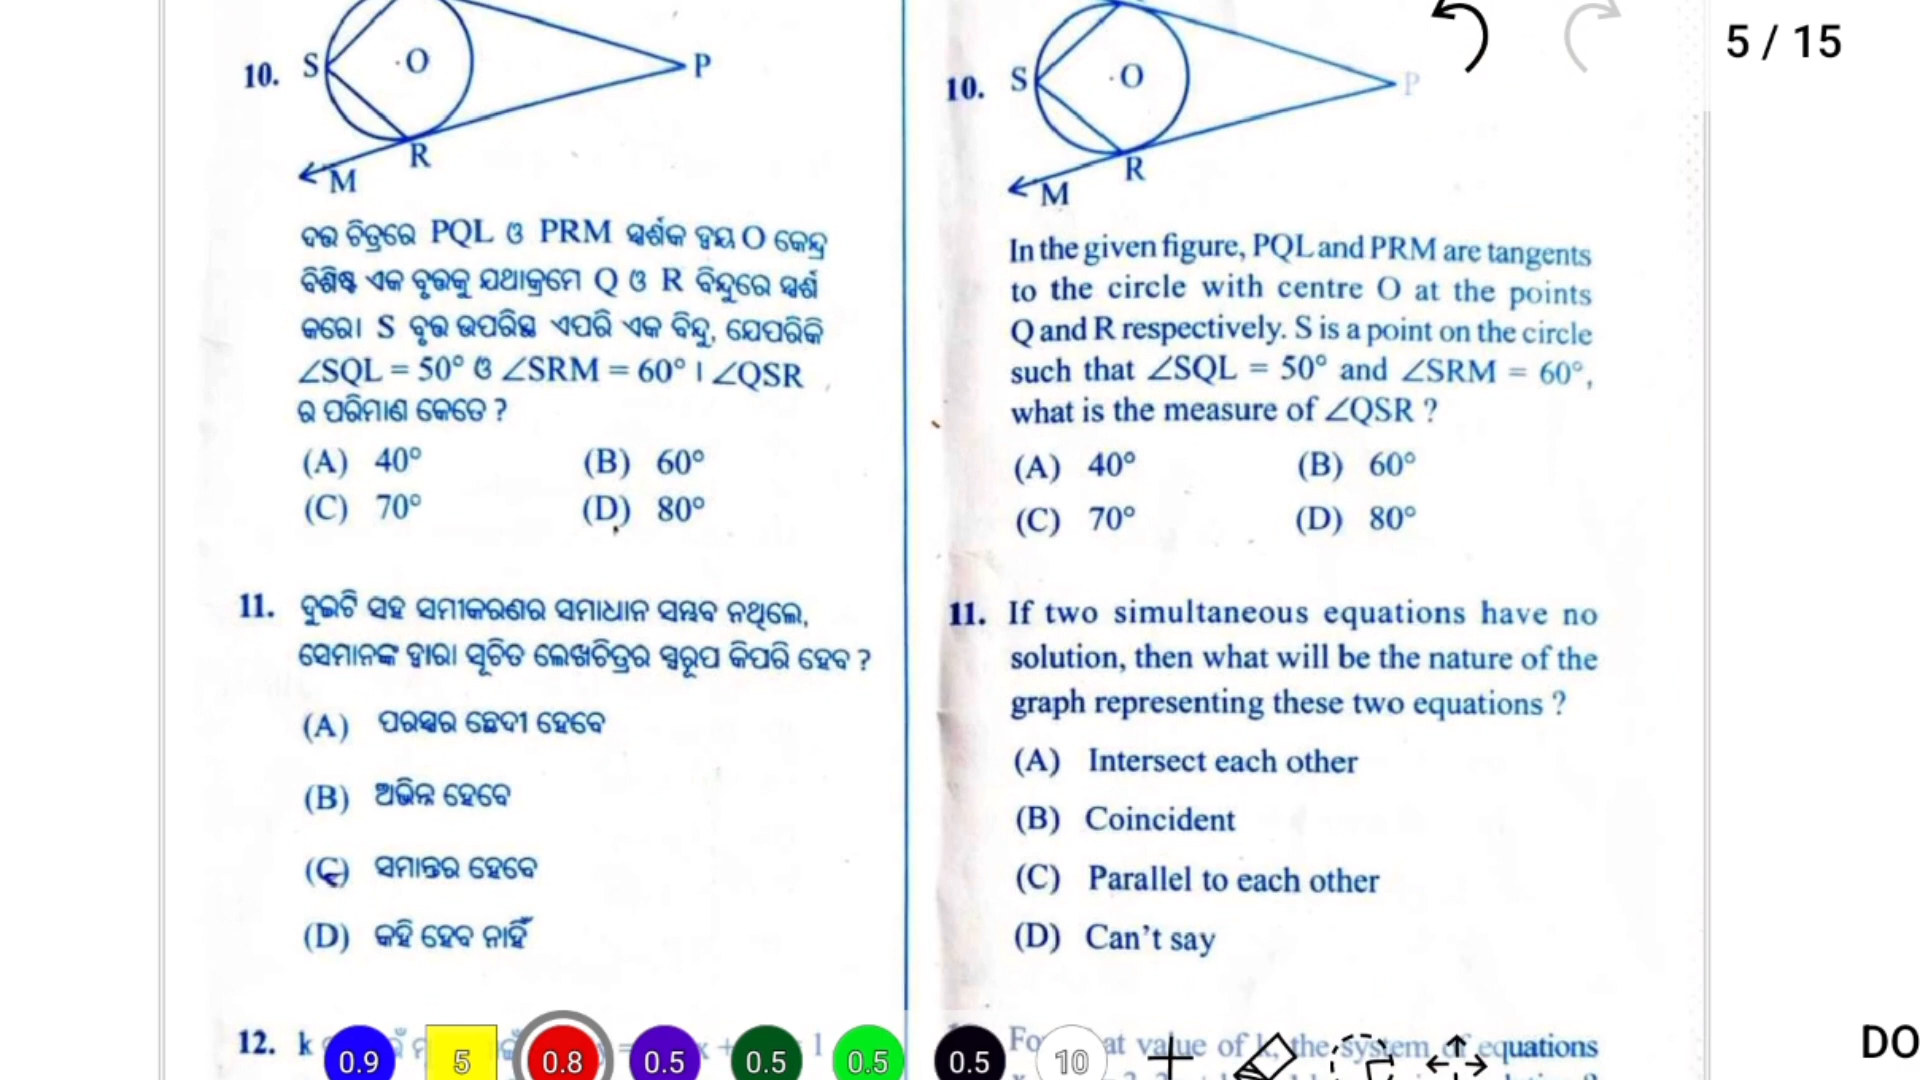 5 / 15
10. S O P
R
M
ଦତ୍ତ ଚିତ୍ରରେ PQL ଓ PRM ସ୍ପର୍ଶକ ଦ୍ୱୟ O କେନ୍ଦ୍ର
ବିଶିଷ୍ଟ ଏକ ବୃତ୍ତକୁ ଯଥାକ୍ରମେ Q ଓ R ବିନ୍ଦୁରେ ସ୍ପର୍ଶ
କରେ। S ବୃତ୍ତ ଉପରିସ୍ଥ ଏପରି ଏକ ବିନ୍ଦୁ, ଯେପରିକି
∠SQL = 50° ଓ ∠SRM = 60° । ∠QSR
ର ପରିମାଣ କେତେ ?
(A) 40° (B) 60°
(C) 70° (D) 80°
11. ଦୁଇଟି ସହ ସମୀକରଣର ସମାଧାନ ସମ୍ଭବ ନଥିଲେ,
ସେମାନଙ୍କ ଦ୍ୱାରା ସୂଚିତ ଲେଖଚିତ୍ରର ସ୍ୱରୂପ କିପରି ହେବ ?
(A) ପରସ୍ପର ଛେଦୀ ହେବେ
(B) ଅଭିନ୍ନ ହେବେ
(C) ସମାନ୍ତର ହେବେ
(D) କହି ହେବ ନାହିଁ
12. k
10. S O P
R
M
In the given figure, PQL and PRM are tangents
to the circle with centre O at the points
Q and R respectively. S is a point on the circle
such that ∠SQL = 50° and ∠SRM = 60°,
what is the measure of ∠QSR ?
(A) 40° (B) 60°
(C) 70° (D) 80°
11. If two simultaneous equations have no
solution, then what will be the nature of the
graph representing these two equations ?
(A) Intersect each other
(B) Coincident
(C) Parallel to each other
(D) Can't say
value of k, the system of equations
0.9 5 0.8 0.5 0.5 0.5 0.5 10
DO